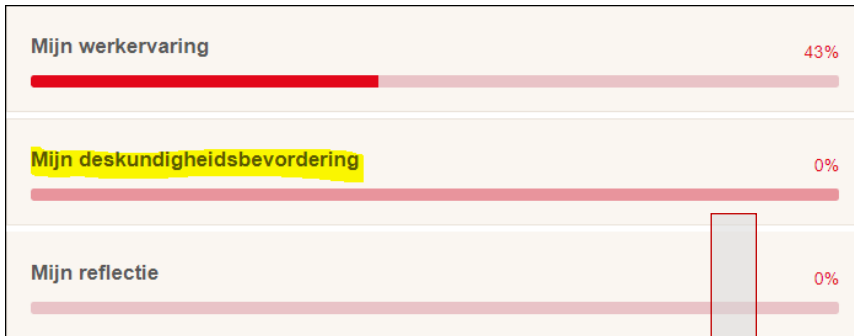 Mijn werkervaring
43%
Mijn deskundigheidsbevordering
0%
Mijn reflectie
0%